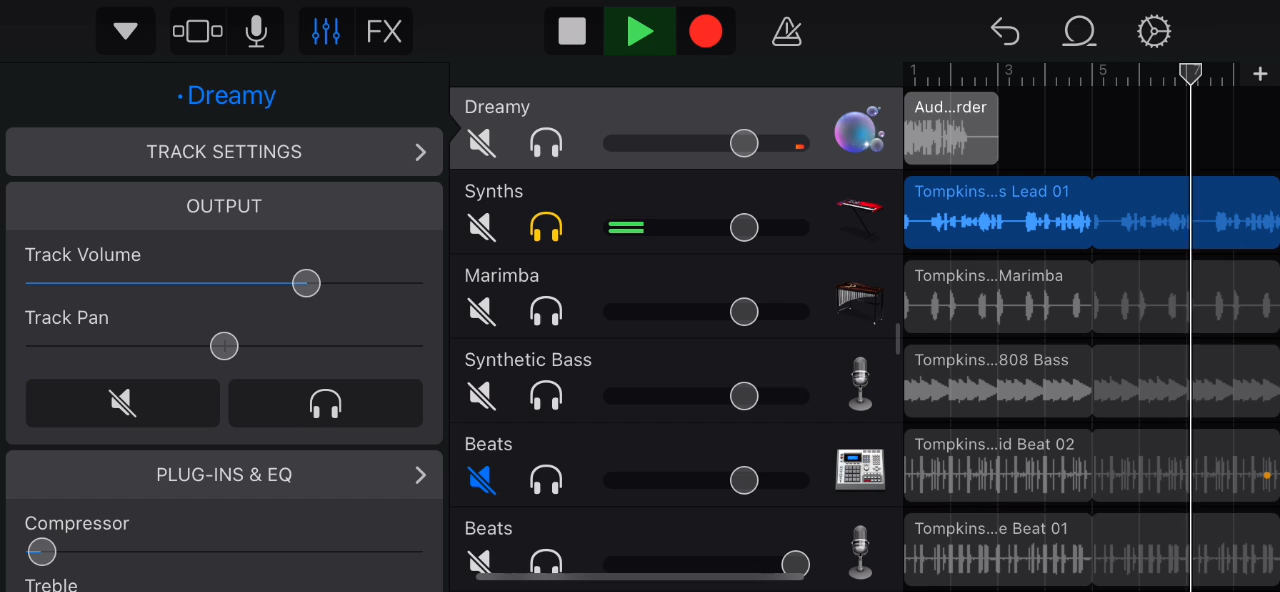 FX
· Dreamy
TRACK SETTINGS
OUTPUT
Track Volume
Track Pan
PLUG-INS & EQ
Compressor
Treble
1 3 5 7
Dreamy
Aud...rder
Synths
Tompkins...s Lead 01
Marimba
Tompkins...Marimba
Synthetic Bass
Tompkins...808 Bass
Beats
Tompkins...id Beat 02
Beats
Tompkins...e Beat 01